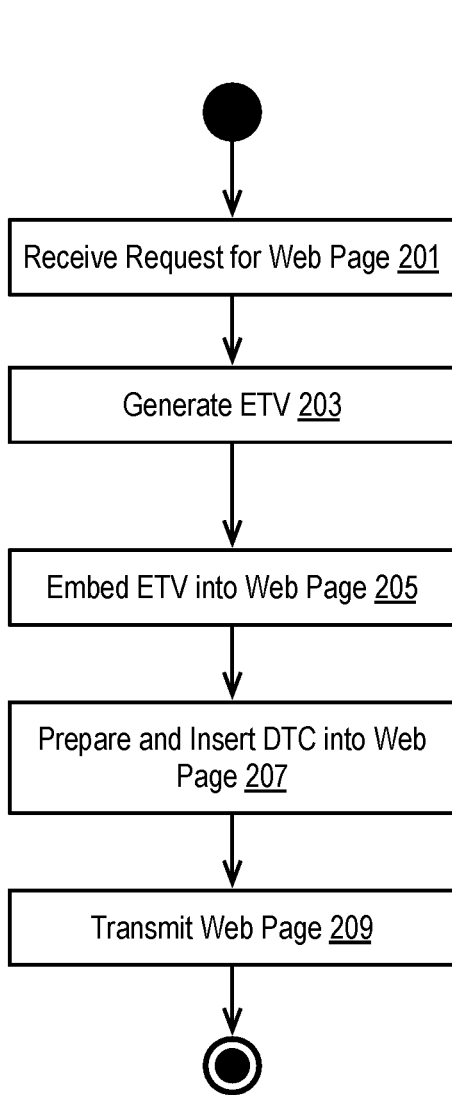 Receive Request for Web Page 201
Generate ETV 203
Embed ETV into Web Page 205
Prepare and Insert DTC into Web
Page 207
Transmit Web Page 209